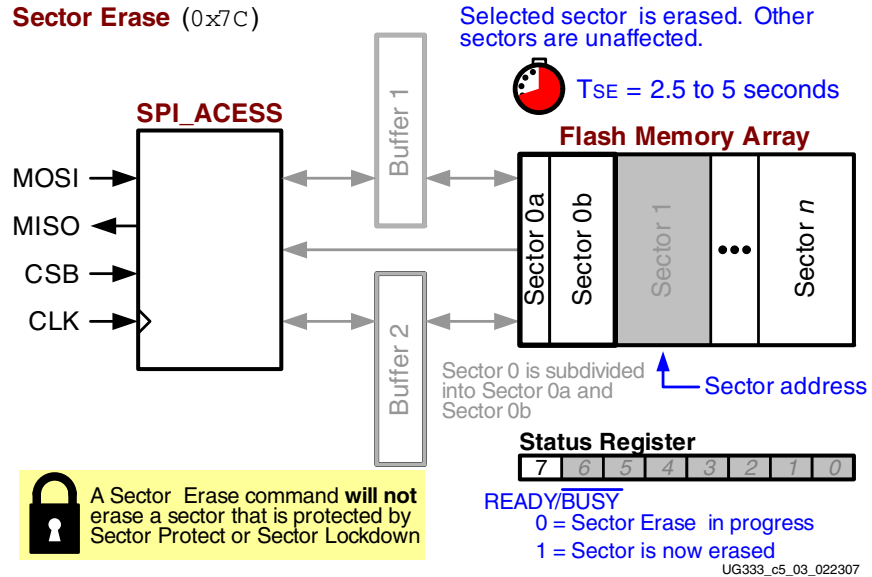 Sector Erase (0x7C)
Selected sector is erased. Other
sectors are unaffected.
TSE = 2.5 to 5 seconds
SPI_ACESS
Flash Memory Array
MOSI
MISO
CSB
CLK
Buffer 1
Buffer 2
Sector 0a
Sector 0b
Sector 1
•••
Sector n
Sector 0 is subdivided
into Sector 0a and
Sector 0b
Sector address
Status Register
7 6 5 4 3 2 1 0
READY/BUSY
0 = Sector Erase in progress
1 = Sector is now erased
A Sector Erase command will not
erase a sector that is protected by
Sector Protect or Sector Lockdown
UG333_c5_03_022307